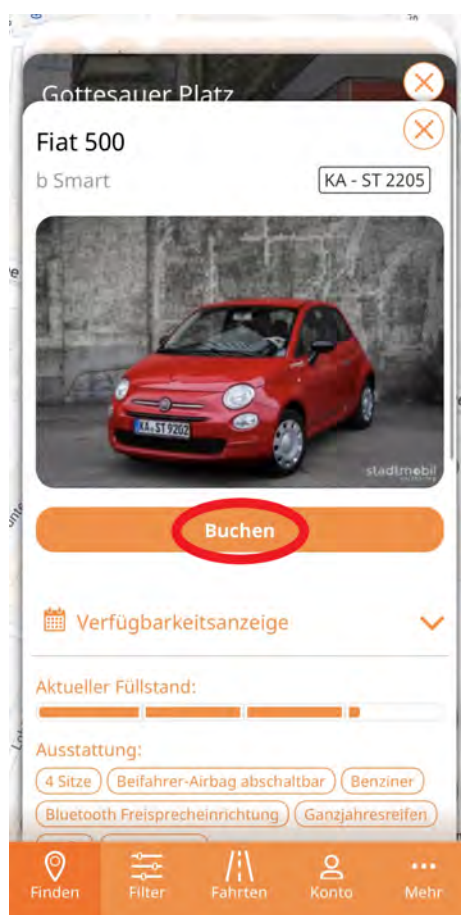 Gottesauer Platz
Fiat 500
b Smart
KA - ST 2205
KA ST 9202
stadtmobil
Buchen
Verfügbarkeitsanzeige
Aktueller Füllstand:
Ausstattung:
4 Sitze Beifahrer-Airbag abschaltbar Benziner
Bluetooth Freisprecheinrichtung Ganzjahresreifen
Finden Filter Fahrten Konto Mehr